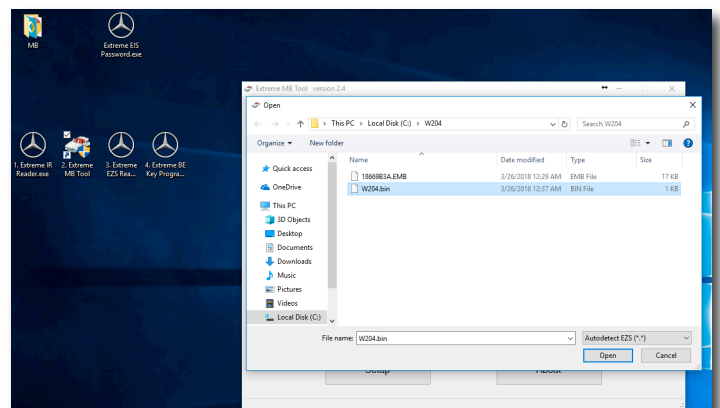 MB
Extreme EIS
Password.exe
1. Extreme IR
Reader.exe
2. Extreme
MB Tool
3. Extreme
EZS Rea...
4. Extreme BE
Key Progra...
Extreme MB Tool version 2.4
Open
This PC › Local Disk (C:) › W204
Search W204
Organize
New folder
Name
Date modified
Type
Size
Quick access
OneDrive
This PC
3D Objects
Desktop
Documents
Downloads
Music
Pictures
Videos
Local Disk (C:)
18669B3A.EMB 3/26/2018 12:29 AM EMB File 17 KB
W204.bin 3/26/2018 12:37 AM BIN File 1 KB
File name: W204.bin
Autodetect EZS (*.*)
Open
Cancel
Setup
About